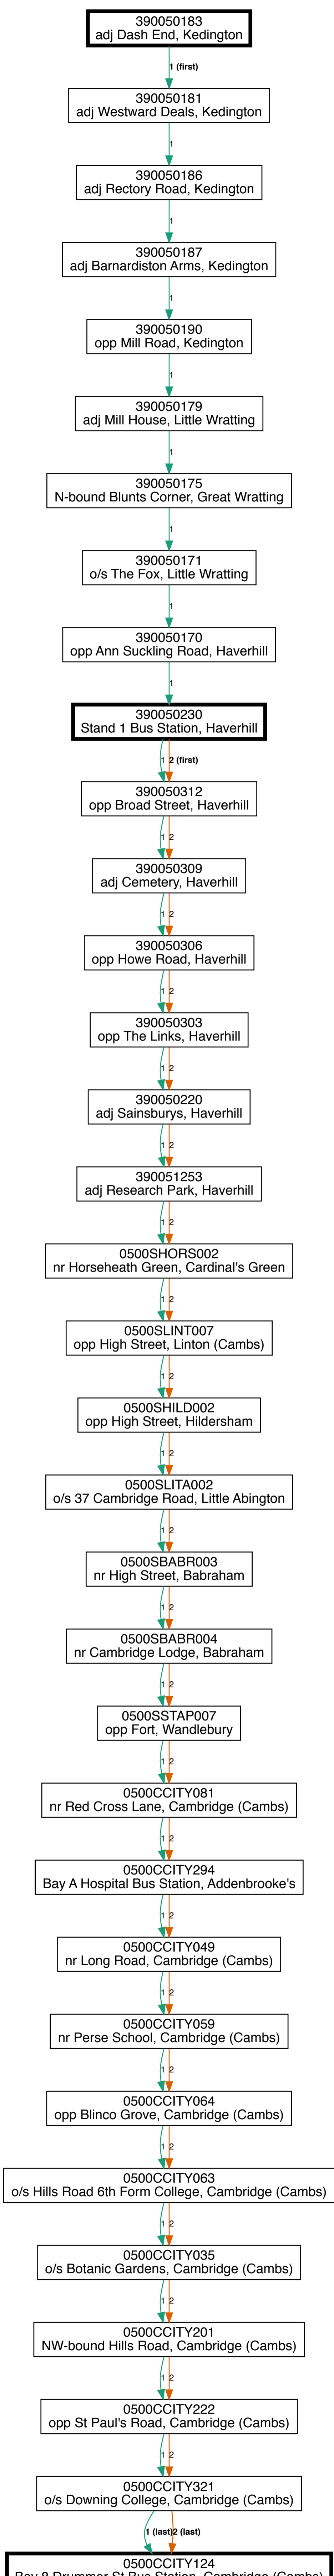 390050183
adj Dash End, Kedington
1 (first)
390050181
adj Westward Deals, Kedington
1
390050186
adj Rectory Road, Kedington
1
390050187
adj Barnardiston Arms, Kedington
1
390050190
opp Mill Road, Kedington
1
390050179
adj Mill House, Little Wratting
1
390050175
N-bound Blunts Corner, Great Wratting
1
390050171
o/s The Fox, Little Wratting
1
390050170
opp Ann Suckling Road, Haverhill
1
390050230
Stand 1 Bus Station, Haverhill
1 2 (first)
390050312
opp Broad Street, Haverhill
1 2
390050309
adj Cemetery, Haverhill
1 2
390050306
opp Howe Road, Haverhill
1 2
390050303
opp The Links, Haverhill
1 2
390050220
adj Sainsburys, Haverhill
1 2
390051253
adj Research Park, Haverhill
1 2
0500SHORS002
nr Horseheath Green, Cardinal's Green
1 2
0500SLINT007
opp High Street, Linton (Cambs)
1 2
0500SHILD002
opp High Street, Hildersham
1 2
0500SLITA002
o/s 37 Cambridge Road, Little Abington
1 2
0500SBABR003
nr High Street, Babraham
1 2
0500SBABR004
nr Cambridge Lodge, Babraham
1 2
0500SSTAP007
opp Fort, Wandlebury
1 2
0500CCITY081
nr Red Cross Lane, Cambridge (Cambs)
1 2
0500CCITY294
Bay A Hospital Bus Station, Addenbrooke's
1 2
0500CCITY049
nr Long Road, Cambridge (Cambs)
1 2
0500CCITY059
nr Perse School, Cambridge (Cambs)
1 2
0500CCITY064
opp Blinco Grove, Cambridge (Cambs)
1 2
0500CCITY063
o/s Hills Road 6th Form College, Cambridge (Cambs)
1 2
0500CCITY035
o/s Botanic Gardens, Cambridge (Cambs)
1 2
0500CCITY201
NW-bound Hills Road, Cambridge (Cambs)
1 2
0500CCITY222
opp St Paul's Road, Cambridge (Cambs)
1 2
0500CCITY321
o/s Downing College, Cambridge (Cambs)
1 (last) 2 (last)
0500CCITY124
Bay 8 Drummer St Bus Station, Cambridge (Cambs)